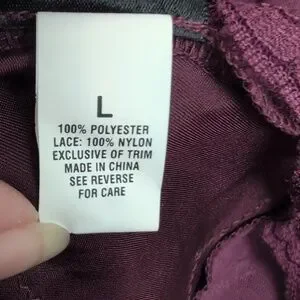 L
100% POLYESTER
LACE: 100% NYLON
EXCLUSIVE OF TRIM
MADE IN CHINA
SEE REVERSE
FOR CARE